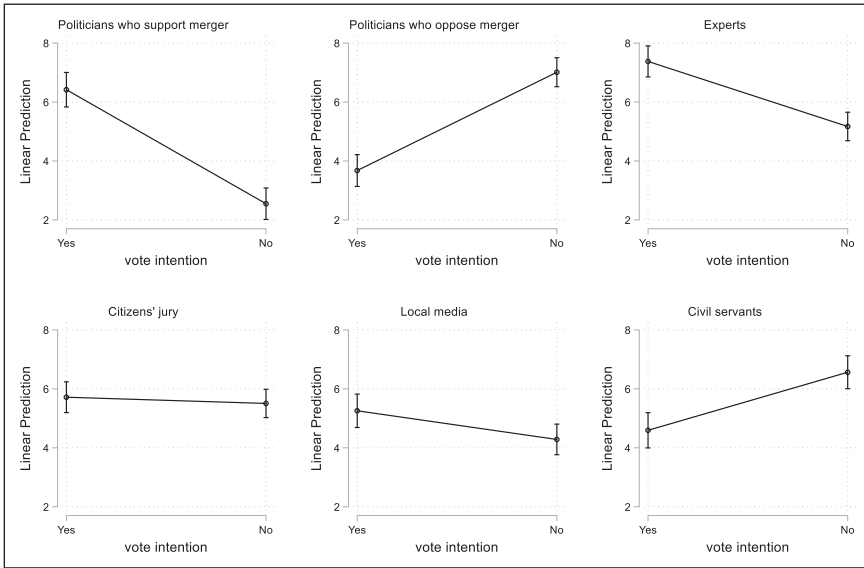 Politicians who support merger
Linear Prediction
8
6
4
2
Yes
No
vote intention
Politicians who oppose merger
Linear Prediction
8
6
4
2
Yes
No
vote intention
Experts
Linear Prediction
8
6
4
2
Yes
No
vote intention
Citizens' jury
Linear Prediction
8
6
4
2
Yes
No
vote intention
Local media
Linear Prediction
8
6
4
2
Yes
No
vote intention
Civil servants
Linear Prediction
8
6
4
2
Yes
No
vote intention